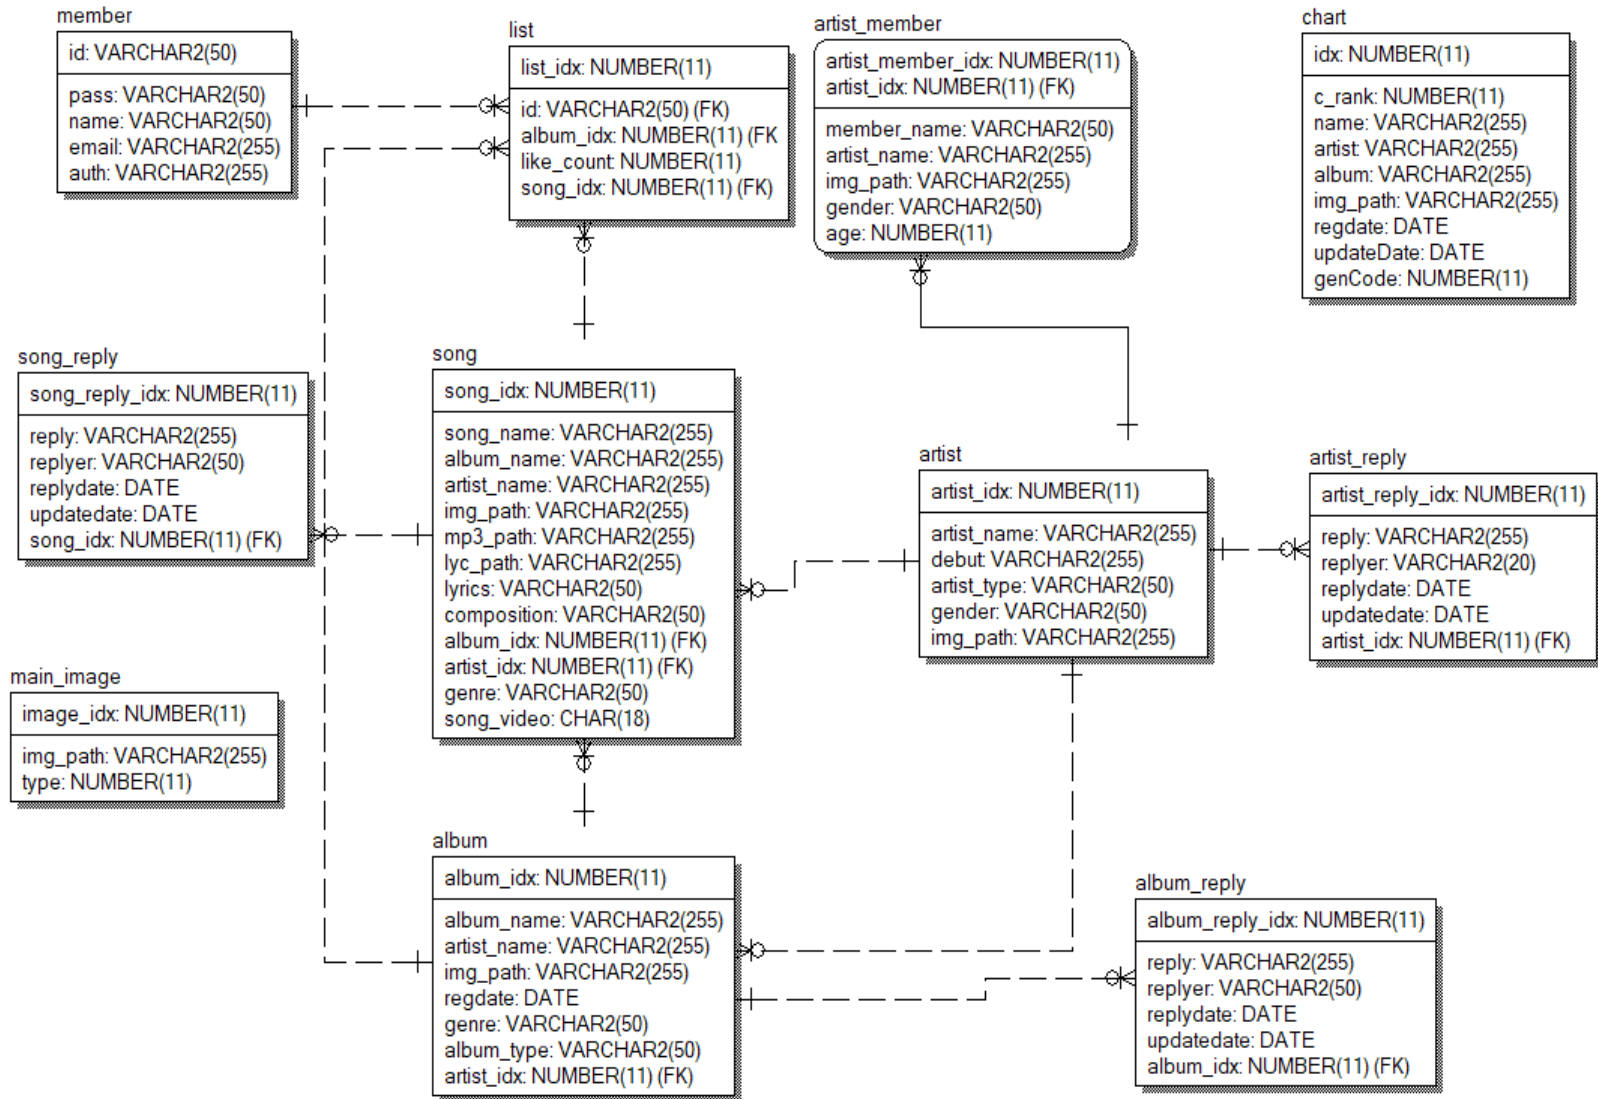 member
id: VARCHAR2(50)
pass: VARCHAR2(50)
name: VARCHAR2(50)
email: VARCHAR2(255)
auth: VARCHAR2(255)
list
list_idx: NUMBER(11)
id: VARCHAR2(50) (FK)
album_idx: NUMBER(11) (FK
like_count: NUMBER(11)
song_idx: NUMBER(11) (FK)
artist_member
artist_member_idx: NUMBER(11)
artist_idx: NUMBER(11) (FK)
member_name: VARCHAR2(50)
artist_name: VARCHAR2(255)
img_path: VARCHAR2(255)
gender: VARCHAR2(50)
age: NUMBER(11)
chart
idx: NUMBER(11)
c_rank: NUMBER(11)
name: VARCHAR2(255)
artist: VARCHAR2(255)
album: VARCHAR2(255)
img_path: VARCHAR2(255)
regdate: DATE
updateDate: DATE
genCode: NUMBER(11)
song_reply
song_reply_idx: NUMBER(11)
reply: VARCHAR2(255)
replyer: VARCHAR2(50)
replydate: DATE
updatedate: DATE
song_idx: NUMBER(11) (FK)
song
song_idx: NUMBER(11)
song_name: VARCHAR2(255)
album_name: VARCHAR2(255)
artist_name: VARCHAR2(255)
img_path: VARCHAR2(255)
mp3_path: VARCHAR2(255)
lyc_path: VARCHAR2(255)
lyrics: VARCHAR2(50)
composition: VARCHAR2(50)
album_idx: NUMBER(11) (FK)
artist_idx: NUMBER(11) (FK)
genre: VARCHAR2(50)
song_video: CHAR(18)
artist
artist_idx: NUMBER(11)
artist_name: VARCHAR2(255)
debut: VARCHAR2(255)
artist_type: VARCHAR2(50)
gender: VARCHAR2(50)
img_path: VARCHAR2(255)
artist_reply
artist_reply_idx: NUMBER(11)
reply: VARCHAR2(255)
replyer: VARCHAR2(20)
replydate: DATE
updatedate: DATE
artist_idx: NUMBER(11) (FK)
main_image
image_idx: NUMBER(11)
img_path: VARCHAR2(255)
type: NUMBER(11)
album
album_idx: NUMBER(11)
album_name: VARCHAR2(255)
artist_name: VARCHAR2(255)
img_path: VARCHAR2(255)
regdate: DATE
genre: VARCHAR2(50)
album_type: VARCHAR2(50)
artist_idx: NUMBER(11) (FK)
album_reply
album_reply_idx: NUMBER(11)
reply: VARCHAR2(255)
replyer: VARCHAR2(50)
replydate: DATE
updatedate: DATE
album_idx: NUMBER(11) (FK)